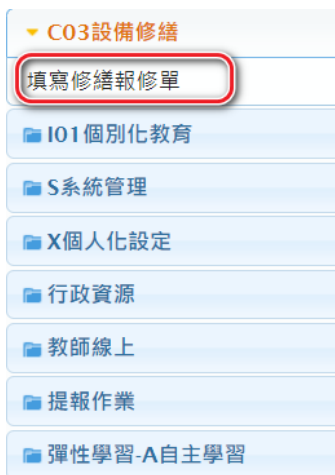 C03設備修繕
填寫修繕報修單
I01個別化教育
S系統管理
X個人化設定
行政資源
教師線上
提報作業
彈性學習-A自主學習